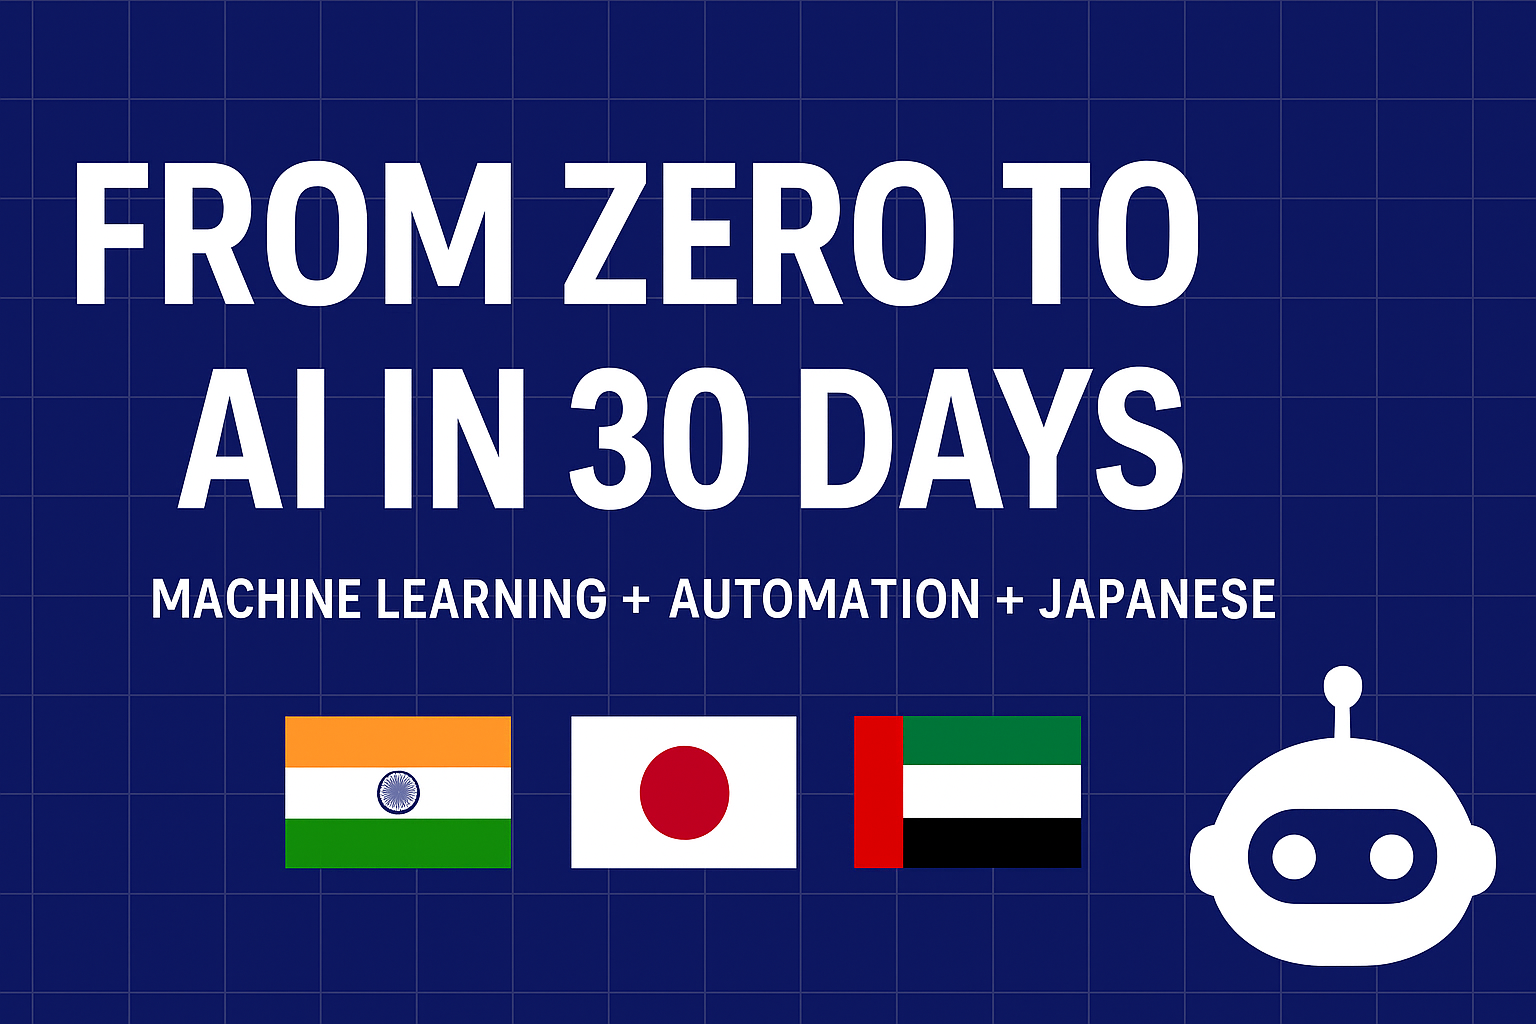 FROM ZERO TO
AI IN 30 DAYS
MACHINE LEARNING + AUTOMATION + JAPANESE